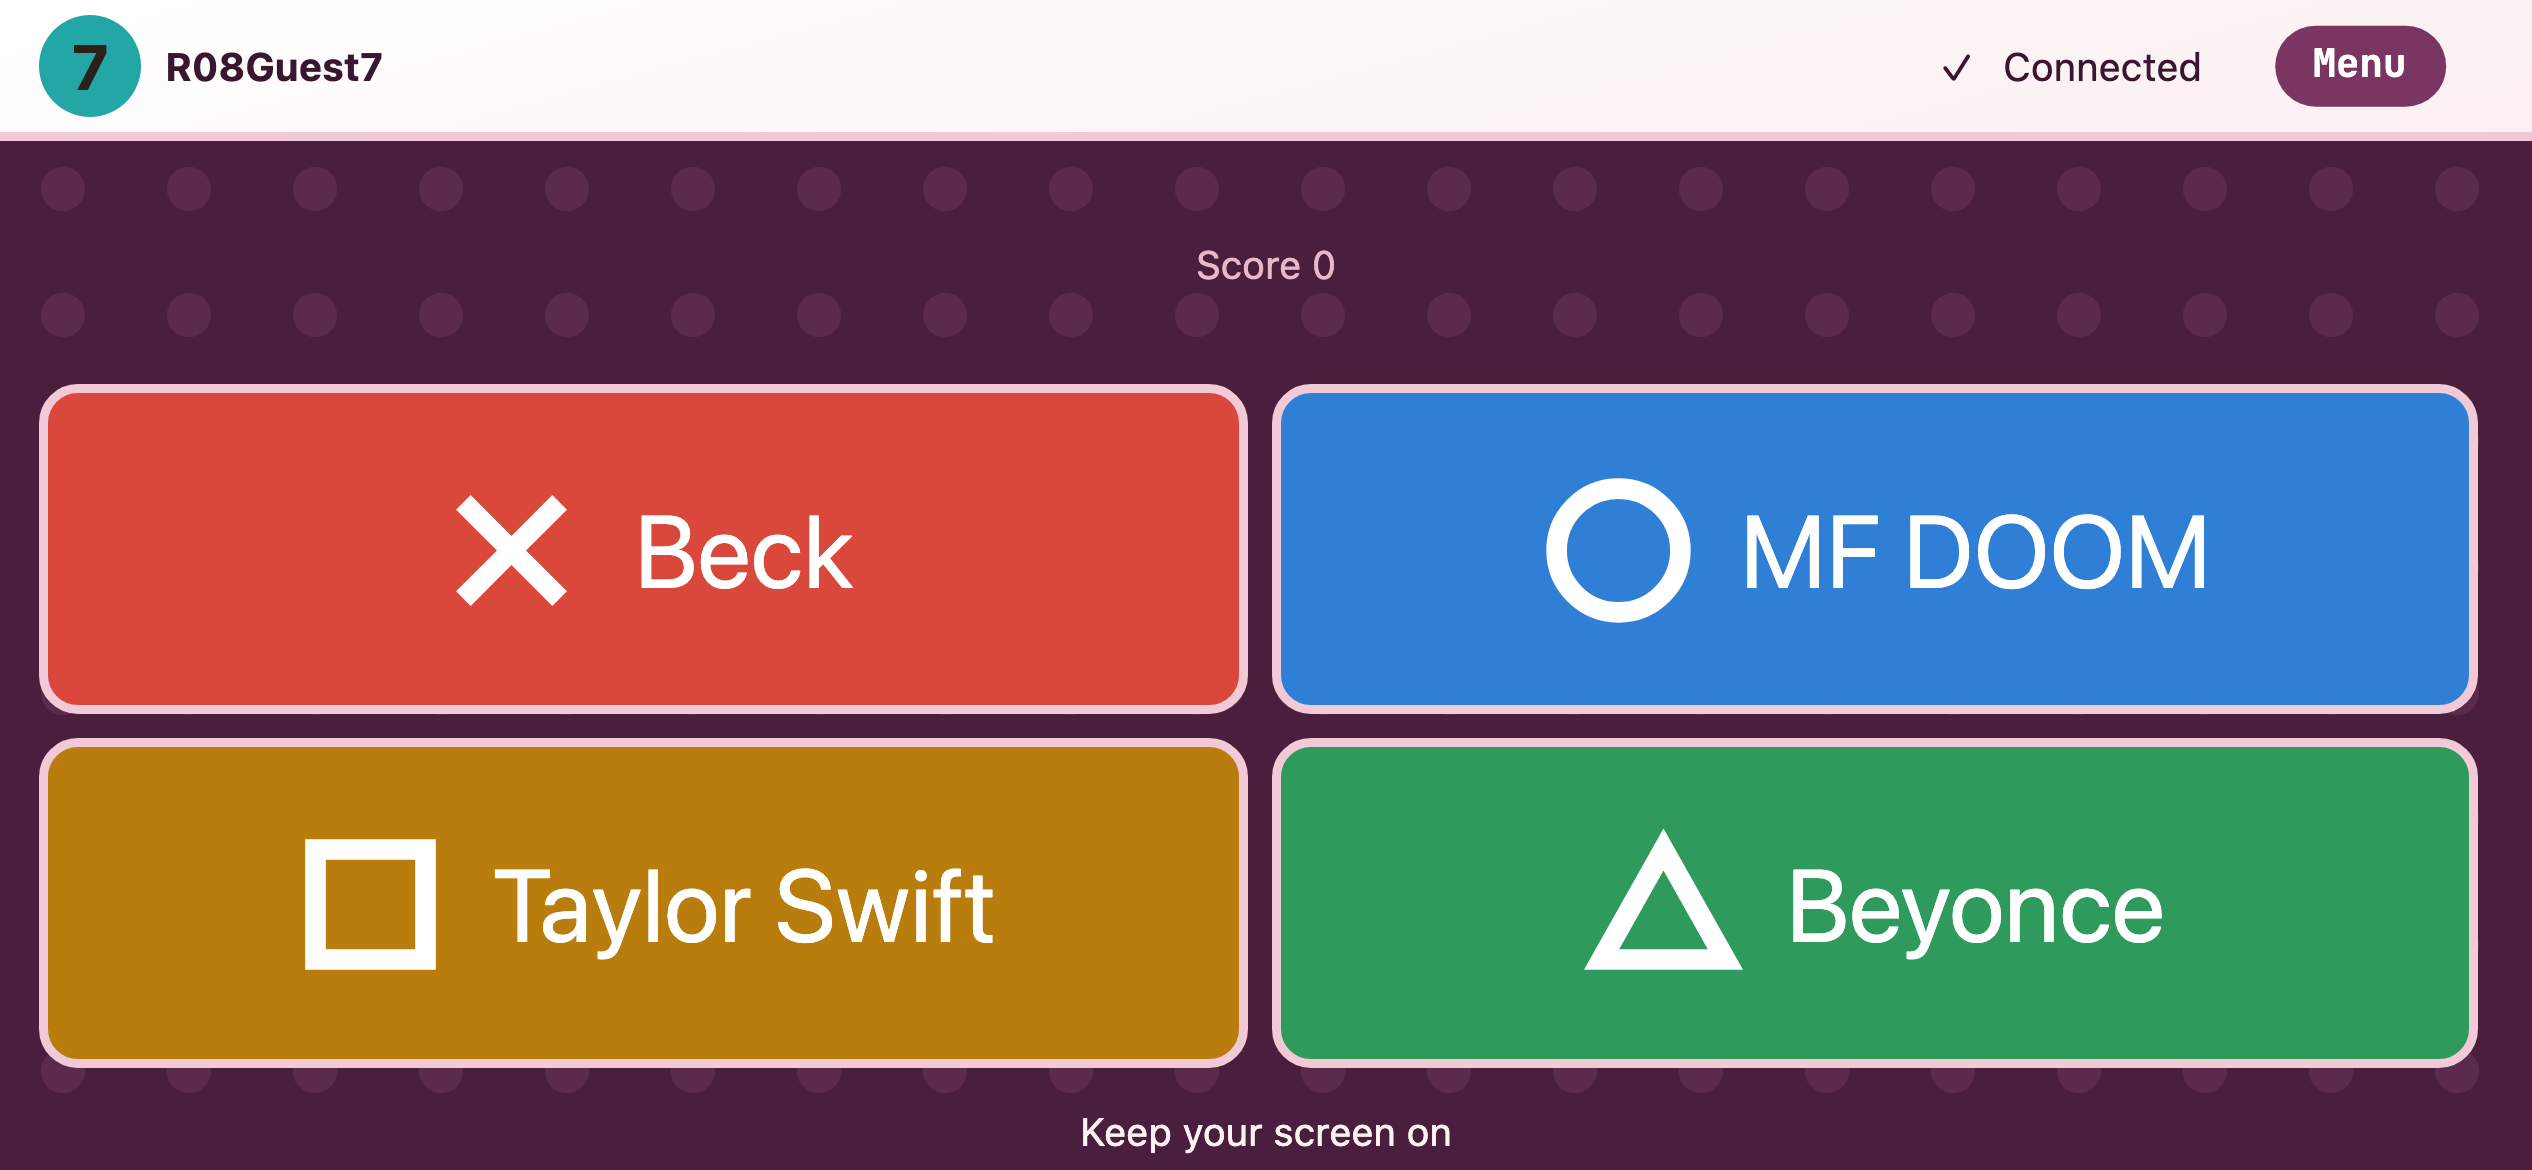 7 R08Guest7 ✓ Connected Menu
Score 0
Beck
MF DOOM
Taylor Swift
Beyonce
Keep your screen on